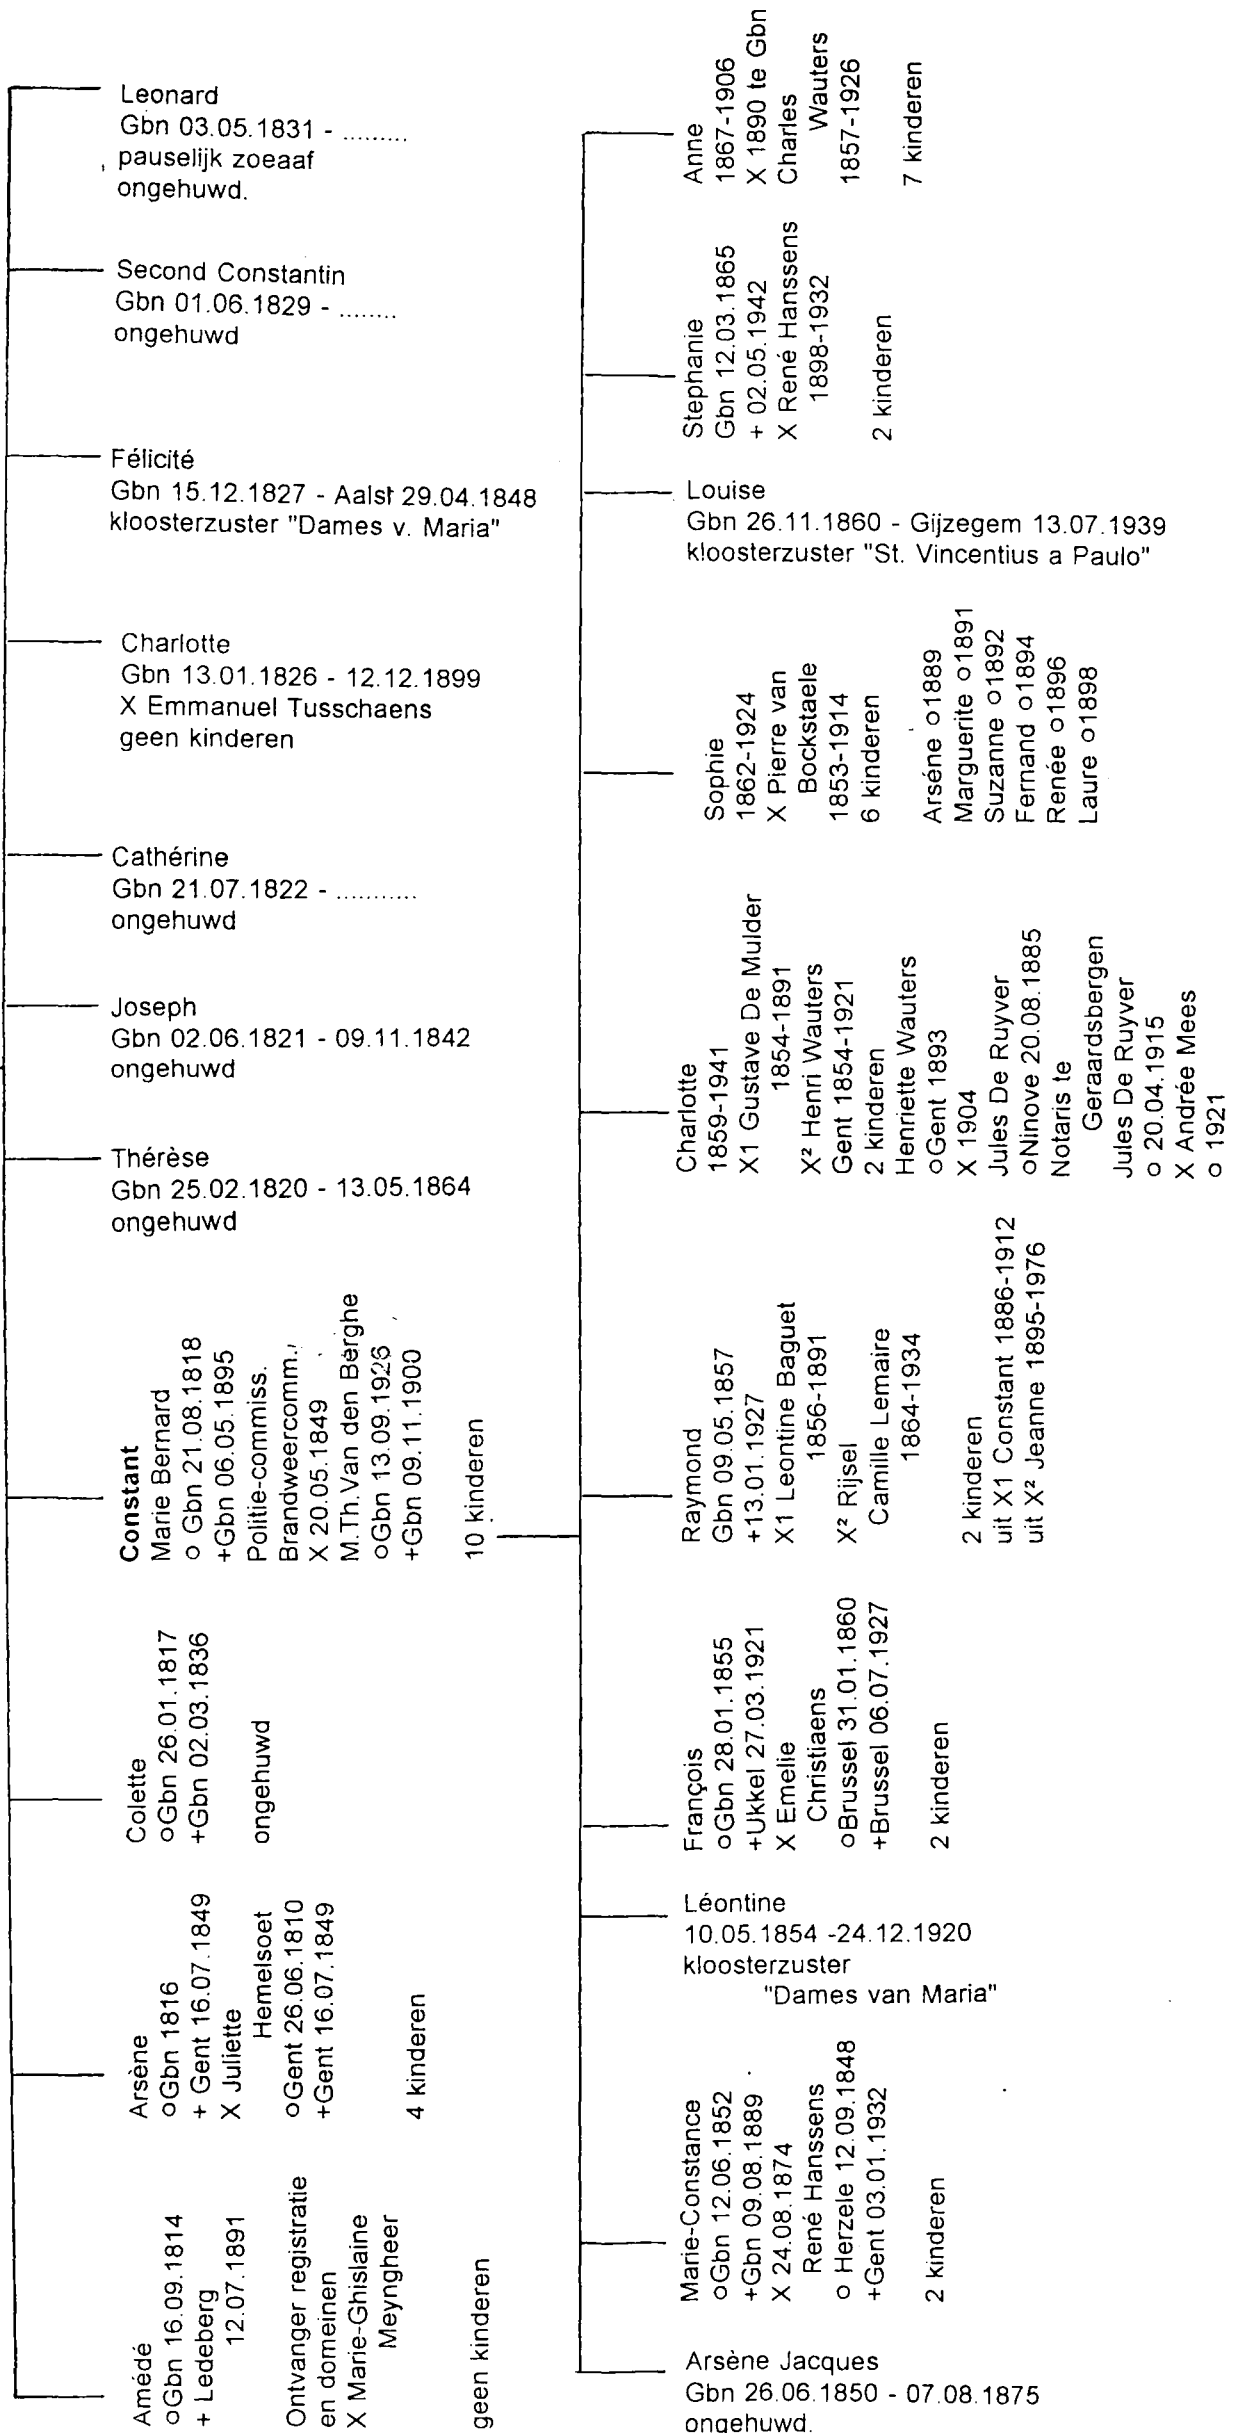 Leonard
Gbn 03.05.1831 - .........
pauselijk zoeaaf
ongehuwd.
Second Constantin
Gbn 01.06.1829 - ........
ongehuwd
Félicité
Gbn 15.12.1827 - Aalst 29.04.1848
kloosterzuster "Dames v. Maria"
Charlotte
Gbn 13.01.1826 - 12.12.1899
X Emmanuel Tusschaens
geen kinderen
Cathérine
Gbn 21.07.1822 - ...........
ongehuwd
Joseph
Gbn 02.06.1821 - 09.11.1842
ongehuwd
Thérèse
Gbn 25.02.1820 - 13.05.1864
ongehuwd
Constant
Marie Bernard
o Gbn 21.08.1818
+Gbn 06.05.1895
Politie-commiss.
Brandweercomm.
X 20.05.1849
M.Th.Van den Berghe
oGbn 13.09.1926
+Gbn 09.11.1900
10 kinderen
Colette
oGbn 26.01.1817
+Gbn 02.03.1836
ongehuwd
Arsène
oGbn 1816
+ Gent 16.07.1849
X Juliette
Hemelsoet
oGent 26.06.1810
+Gent 16.07.1849
4 kinderen
Amédé
oGbn 16.09.1814
+ Ledeberg
12.07.1891
Ontvanger registratie
en domeinen
X Marie-Ghislaine
Meyngheer
geen kinderen
Anne
1867-1906
X 1890 te Gbn
Charles
Wauters
1857-1926
7 kinderen
Stephanie
Gbn 12.03.1865
+ 02.05.1942
X René Hanssens
1898-1932
2 kinderen
Louise
Gbn 26.11.1860 - Gijzegem 13.07.1939
kloosterzuster "St. Vincentius a Paulo"
Sophie
1862-1924
X Pierre van
Bockstaele
1853-1914
6 kinderen
Arséne o1889
Marguerite o1891
Suzanne o1892
Fernand o1894
Renée o1896
Laure o1898
Charlotte
1859-1941
X1 Gustave De Mulder
1854-1891
X² Henri Wauters
Gent 1854-1921
2 kinderen
Henriette Wauters
oGent 1893
X 1904
Jules De Ruyver
oNinove 20.08.1885
Notaris te
Geraardsbergen
Jules De Ruyver
o 20.04.1915
X Andrée Mees
o 1921
Raymond
Gbn 09.05.1857
+13.01.1927
X1 Leontine Baguet
1856-1891
X² Rijsel
Camille Lemaire
1864-1934
2 kinderen
uit X1 Constant 1886-1912
uit X² Jeanne 1895-1976
François
oGbn 28.01.1855
+Ukkel 27.03.1921
X Emelie
Christiaens
oBrussel 31.01.1860
+Brussel 06.07.1927
2 kinderen
Léontine
10.05.1854 -24.12.1920
kloosterzuster
"Dames van Maria"
Marie-Constance
oGbn 12.06.1852
+Gbn 09.08.1889
X 24.08.1874
René Hanssens
o Herzele 12.09.1848
+Gent 03.01.1932
2 kinderen
Arsène Jacques
Gbn 26.06.1850 - 07.08.1875
ongehuwd.